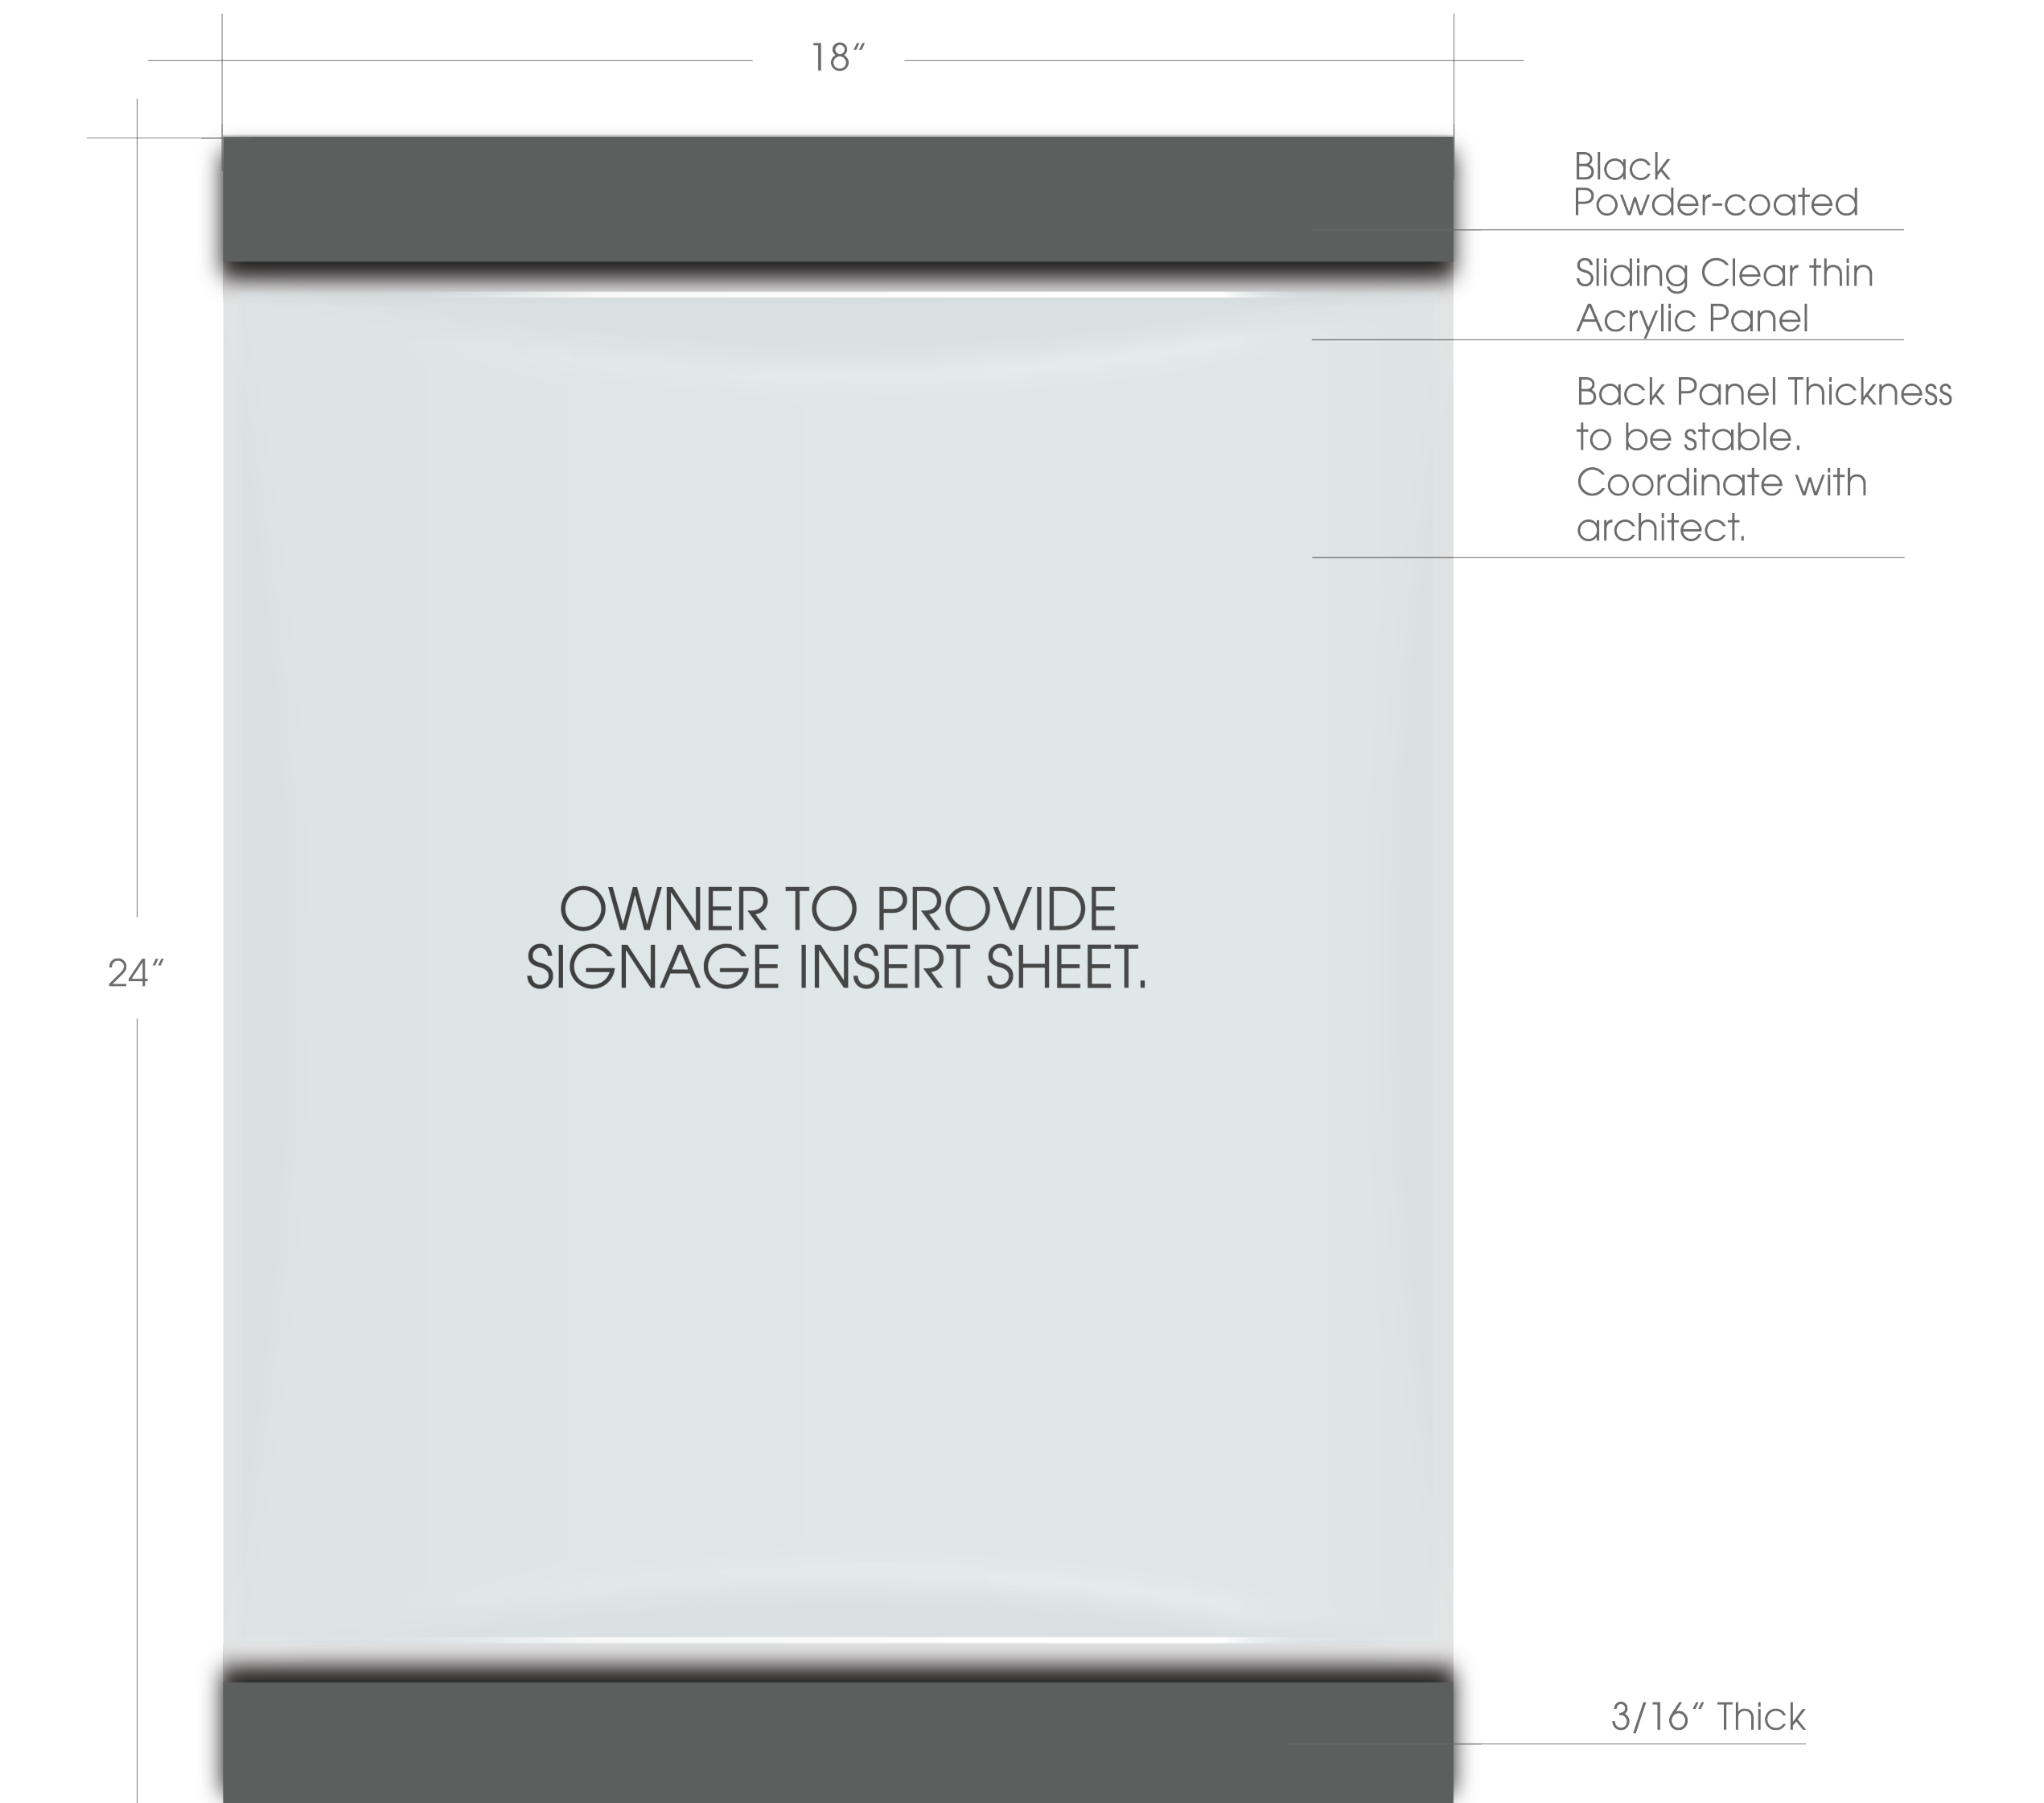 18"
Black
Powder-coated
Sliding Clear thin
Acrylic Panel
Back Panel Thickness
to be stable.
Coordinate with
architect.
OWNER TO PROVIDE
SIGNAGE INSERT SHEET.
24"
3/16" Thick